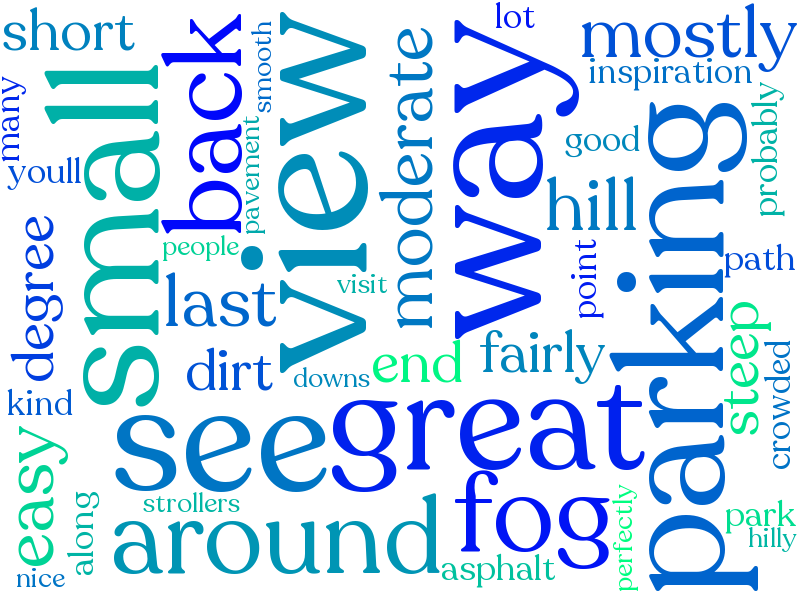 short
back
view
way
lot
mostly
small
smooth
moderate
inspiration
many
pavement
good
parking
probably
youll
hill
people
degree
last
visit
point
path
dirt
downs
end
fairly
steep
crowded
kind
see
great
easy
along
strollers
around
fog
perfectly
park
hilly
nice
asphalt